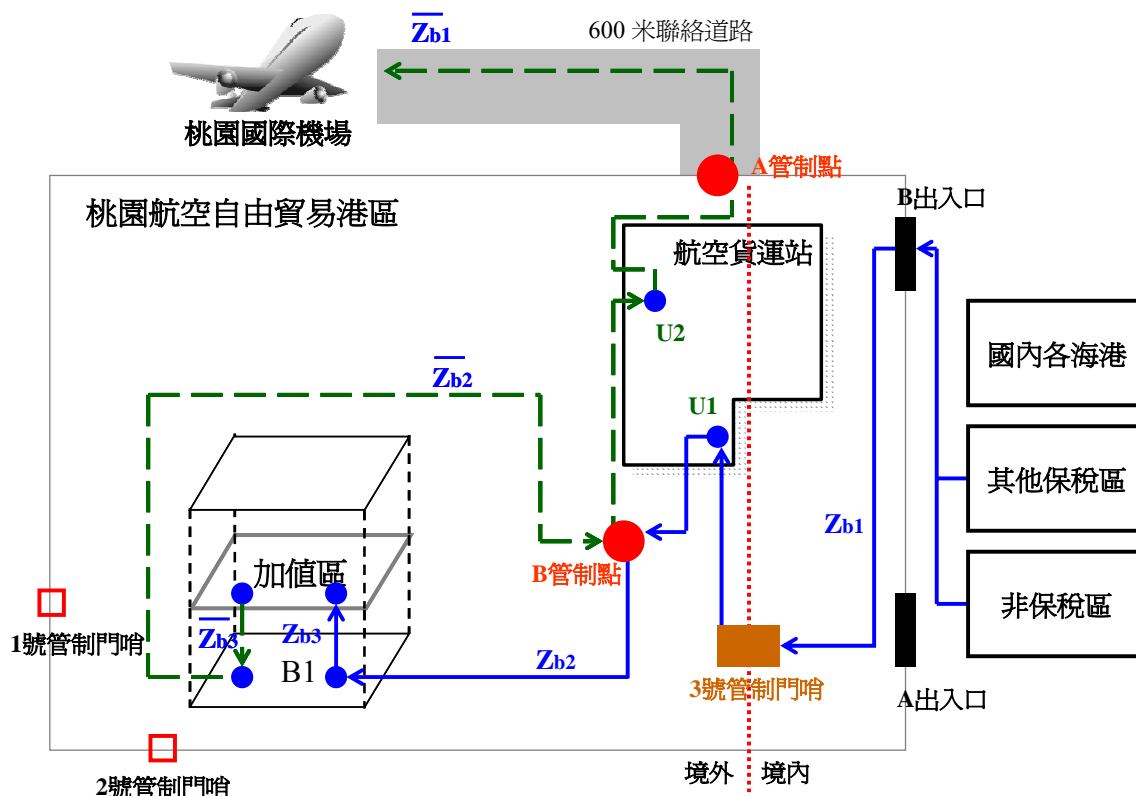 Zb1
600 米聯絡道路
桃園國際機場
A管制點
桃園航空自由貿易港區
B出入口
航空貨運站
U2
國內各海港
Zb2
U1
其他保稅區
Zb1
加值區
B管制點
非保稅區
1號管制門哨
Zb3
Zb3
B1
Zb2
3號管制門哨
A出入口
2號管制門哨
境外
境內